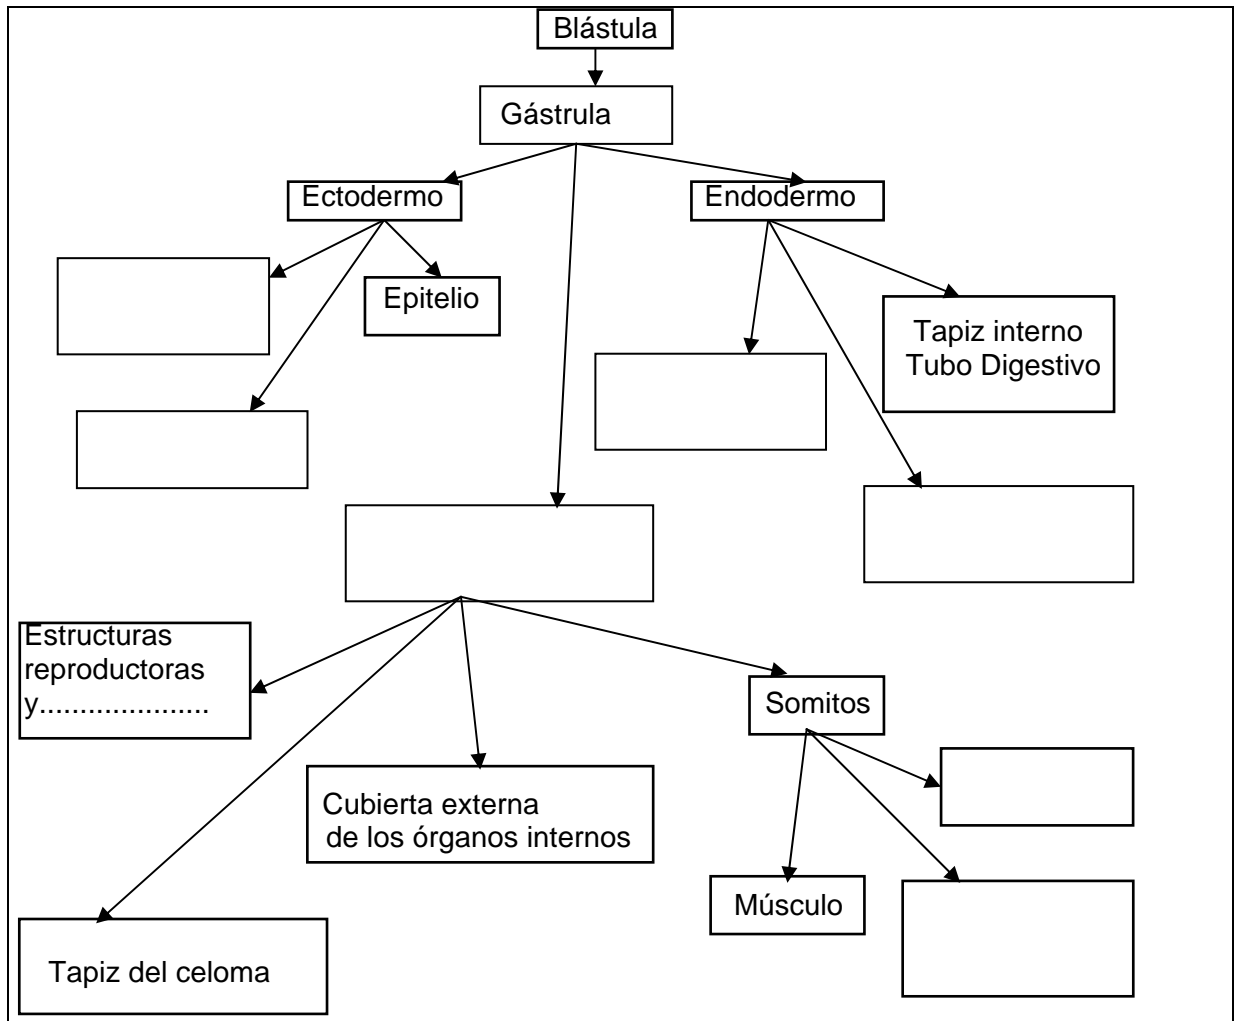 Blástula
Gástrula
Ectodermo
Endodermo
Epitelio
Tapiz interno
Tubo Digestivo
Estructuras
reproductoras
y.....................
Somitos
Cubierta externa
de los órganos internos
Músculo
Tapiz del celoma